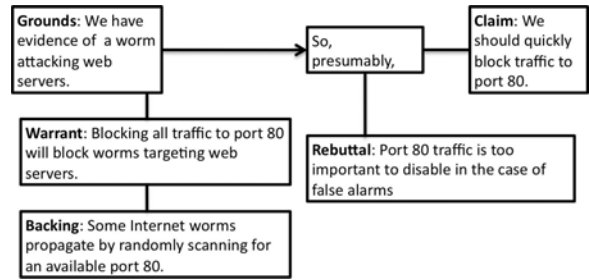 Grounds: We have
evidence of a worm
attacking web
servers.
So,
presumably,
Claim: We
should quickly
block traffic to
port 80.
Warrant: Blocking all traffic to port 80
will block worms targeting web
servers.
Rebuttal: Port 80 traffic is too
important to disable in the case of
false alarms
Backing: Some Internet worms
propagate by randomly scanning for
an available port 80.